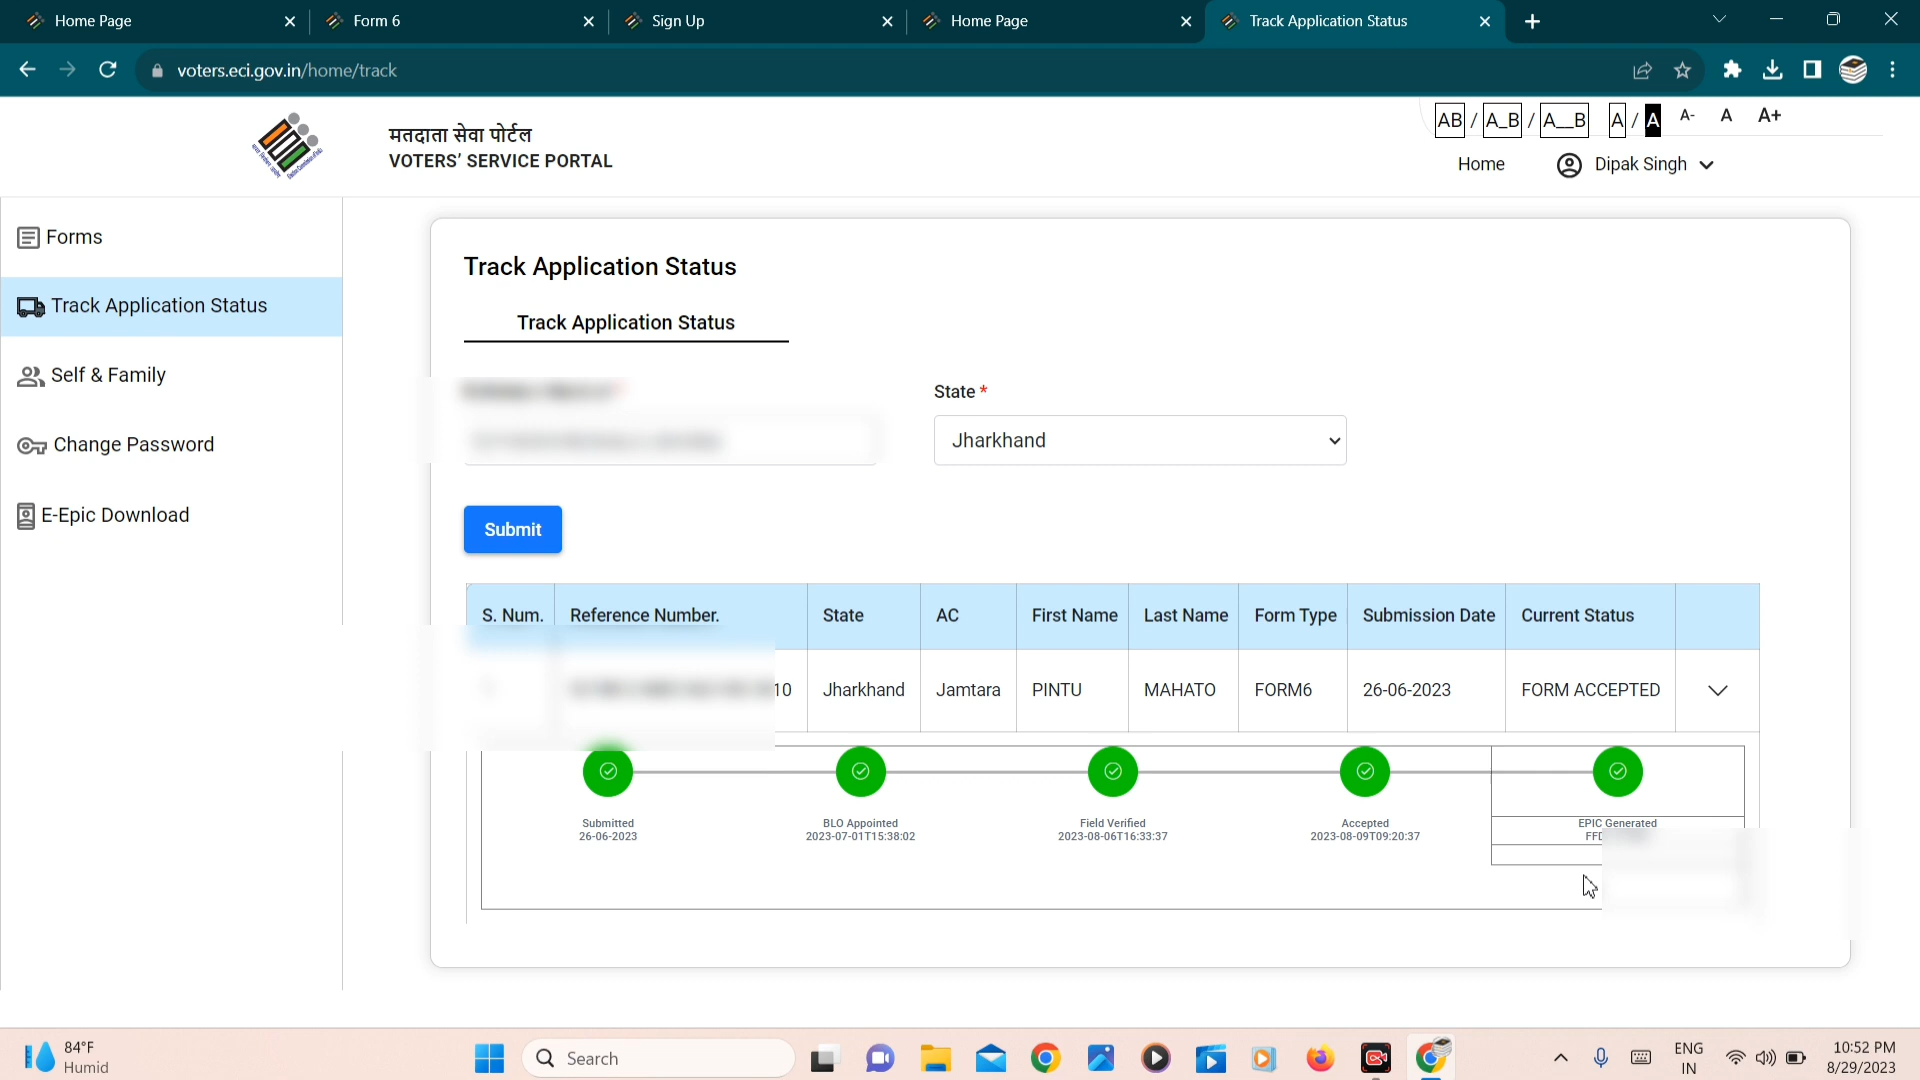 Home Page
Form 6
Sign Up
Home Page
Track Application Status
voters.eci.gov.in/home/track
मतदाता सेवा पोर्टल
VOTERS' SERVICE PORTAL
AB / A_B / A__B A / A A- A A+
Home Dipak Singh
Forms
Track Application Status
Self & Family
Change Password
E-Epic Download
Track Application Status
Track Application Status
State *
Jharkhand
Submit
S. Num. Reference Number. State AC First Name Last Name Form Type Submission Date Current Status
10 Jharkhand Jamtara PINTU MAHATO FORM6 26-06-2023 FORM ACCEPTED
Submitted
26-06-2023
BLO Appointed
2023-07-01T15:38:02
Field Verified
2023-08-06T16:33:37
Accepted
2023-08-09T09:20:37
EPIC Generated
84°F
Humid
Search
ENG
IN
10:52 PM
8/29/2023